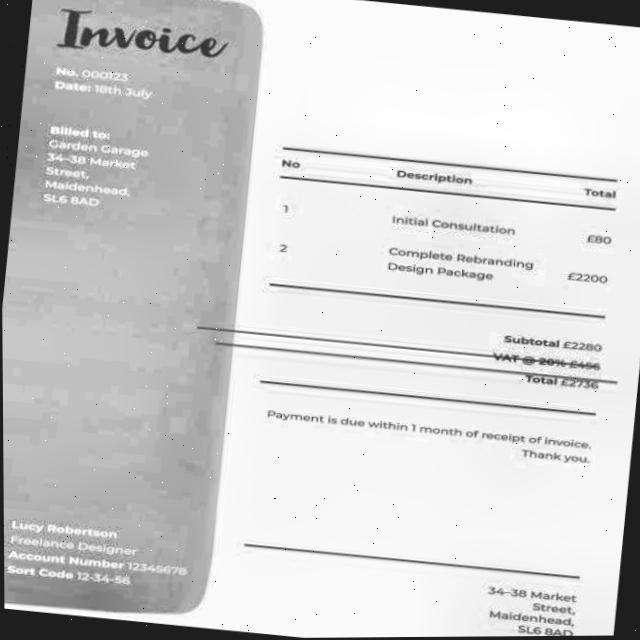 Invoice
No. 000123
Date: 18th July
Billed to:
Garden Garage
34-38 Market
Street,
Maidenhead,
SL6 8AD
No Description Total
1 Initial Consultation £80
2 Complete Rebranding
Design Package £2200
Subtotal £2280
VAT @ 20% £456
Total £2736
Payment is due within 1 month of receipt of invoice.
Thank you.
Lucy Robertson
Freelance Designer
Account Number 12345678
Sort Code 12-34-56
34-38 Market
Street,
Maidenhead,
SL6 8AD